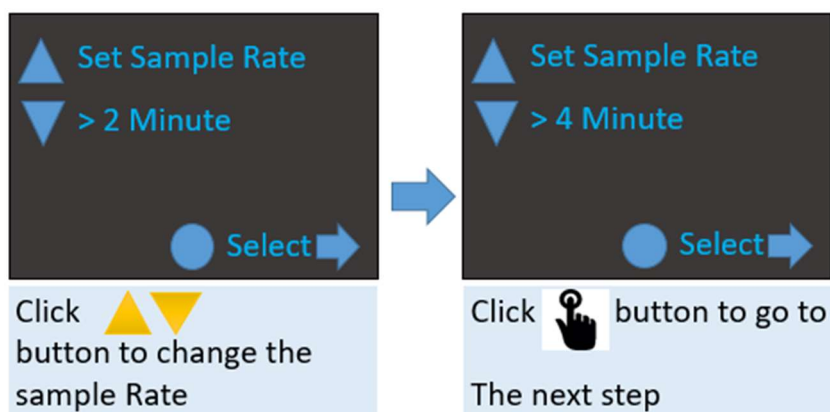 Set Sample Rate
> 2 Minute
Select
Click
button to change the
sample Rate
Set Sample Rate
> 4 Minute
Select
Click button to go to
The next step